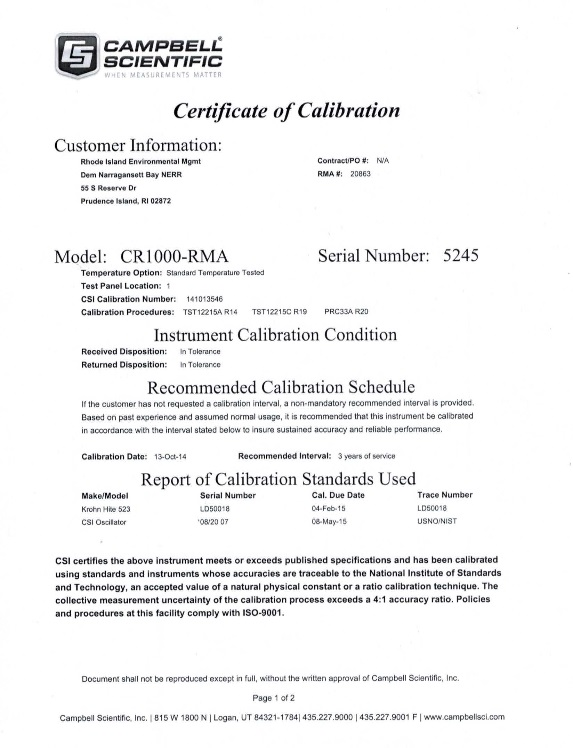 CAMPBELL®
SCIENTIFIC
WHEN MEASUREMENTS MATTER
Certificate of Calibration
Customer Information:
Rhode Island Environmental Mgmt Contract/PO #: N/A
Dem Narragansett Bay NERR RMA #: 20863
55 S Reserve Dr
Prudence Island, RI 02872
Model: CR1000-RMA Serial Number: 5245
Temperature Option: Standard Temperature Tested
Test Panel Location: 1
CSI Calibration Number: 141013546
Calibration Procedures: TST12215A R14 TST12215C R19 PRC33A R20
Instrument Calibration Condition
Received Disposition: In Tolerance
Returned Disposition: In Tolerance
Recommended Calibration Schedule
If the customer has not requested a calibration interval, a non-mandatory recommended interval is provided.
Based on past experience and assumed normal usage, it is recommended that this instrument be calibrated
in accordance with the interval stated below to insure sustained accuracy and reliable performance.
Calibration Date: 13-Oct-14 Recommended Interval: 3 years of service
Report of Calibration Standards Used
Make/Model Serial Number Cal. Due Date Trace Number
Krohn Hite 523 LD50018 04-Feb-15 LD50018
CSI Oscillator '08/20 07 08-May-15 USNO/NIST
CSI certifies the above instrument meets or exceeds published specifications and has been calibrated
using standards and instruments whose accuracies are traceable to the National Institute of Standards
and Technology, an accepted value of a natural physical constant or a ratio calibration technique. The
collective measurement uncertainty of the calibration process exceeds a 4:1 accuracy ratio. Policies
and procedures at this facility comply with ISO-9001.
Document shall not be reproduced except in full, without the written approval of Campbell Scientific, Inc.
Page 1 of 2
Campbell Scientific, Inc. | 815 W 1800 N | Logan, UT 84321-1784| 435.227.9000 | 435.227.9001 F | www.campbellsci.com